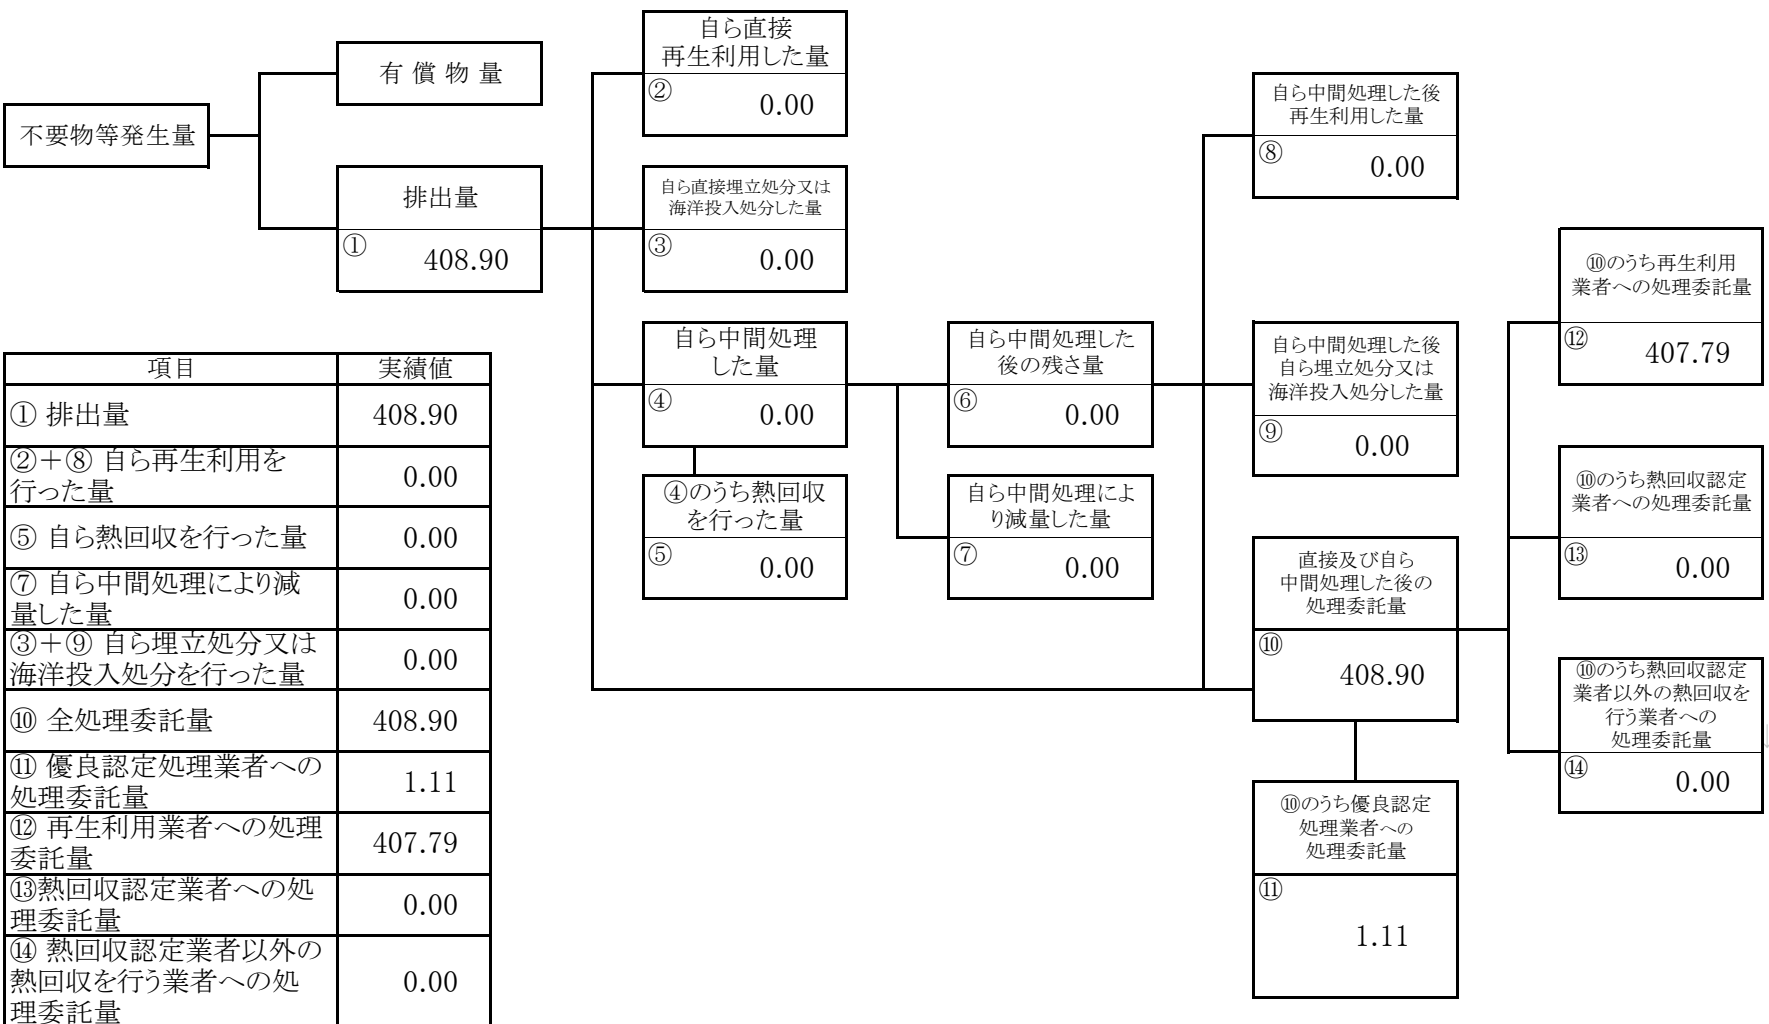 不要物等発生量
有 償 物 量
排出量
①
408.90
自ら直接
再生利用した量
②
0.00
自ら直接埋立処分又は
海洋投入処分した量
③
0.00
自ら中間処理
した量
④
0.00
④のうち熱回収
を行った量
⑤
0.00
自ら中間処理した
後の残さ量
⑥
0.00
自ら中間処理によ
り減量した量
⑦
0.00
自ら中間処理した後
再生利用した量
⑧
0.00
自ら中間処理した後
自ら埋立処分又は
海洋投入処分した量
⑨
0.00
直接及び自ら
中間処理した後の
処理委託量
⑩
408.90
⑩のうち優良認定
処理業者への
処理委託量
⑪
1.11
⑩のうち再生利用
業者への処理委託量
⑫
407.79
⑩のうち熱回収認定
業者への処理委託量
⑬
0.00
⑩のうち熱回収認定
業者以外の熱回収を
行う業者への
処理委託量
⑭
0.00
項目 実績値
① 排出量 408.90
②＋⑧ 自ら再生利用を
行った量
0.00
⑤ 自ら熱回収を行った量 0.00
⑦ 自ら中間処理により減
量した量
0.00
③＋⑨ 自ら埋立処分又は
海洋投入処分を行った量
0.00
⑩ 全処理委託量 408.90
⑪ 優良認定処理業者への
処理委託量
1.11
⑫ 再生利用業者への処理
委託量
407.79
⑬熱回収認定業者への処
理委託量
0.00
⑭ 熱回収認定業者以外の
熱回収を行う業者への処
理委託量
0.00